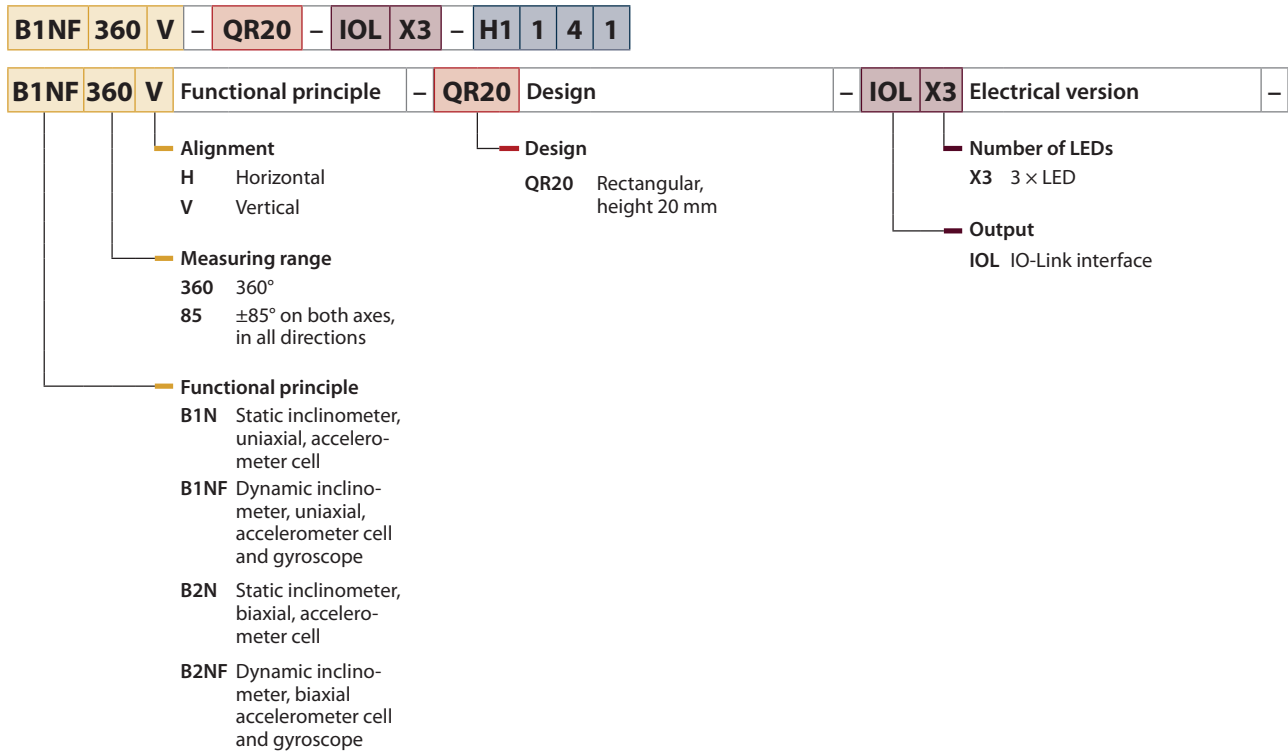 B1NF 360 V – QR20 – IOL X3 – H1 1 4 1
B1NF 360 V Functional principle – QR20 Design – IOL X3 Electrical version –
Alignment
H Horizontal
V Vertical
Measuring range
360 360°
85 ±85° on both axes,
in all directions
Functional principle
B1N Static inclinometer,
uniaxial, accelero-
meter cell
B1NF Dynamic inclino-
meter, uniaxial,
accelerometer cell
and gyroscope
B2N Static inclinometer,
biaxial, accelero-
meter cell
B2NF Dynamic inclino-
meter, biaxial
accelerometer cell
and gyroscope
Design
QR20 Rectangular,
height 20 mm
Number of LEDs
X3 3 × LED
Output
IOL IO-Link interface